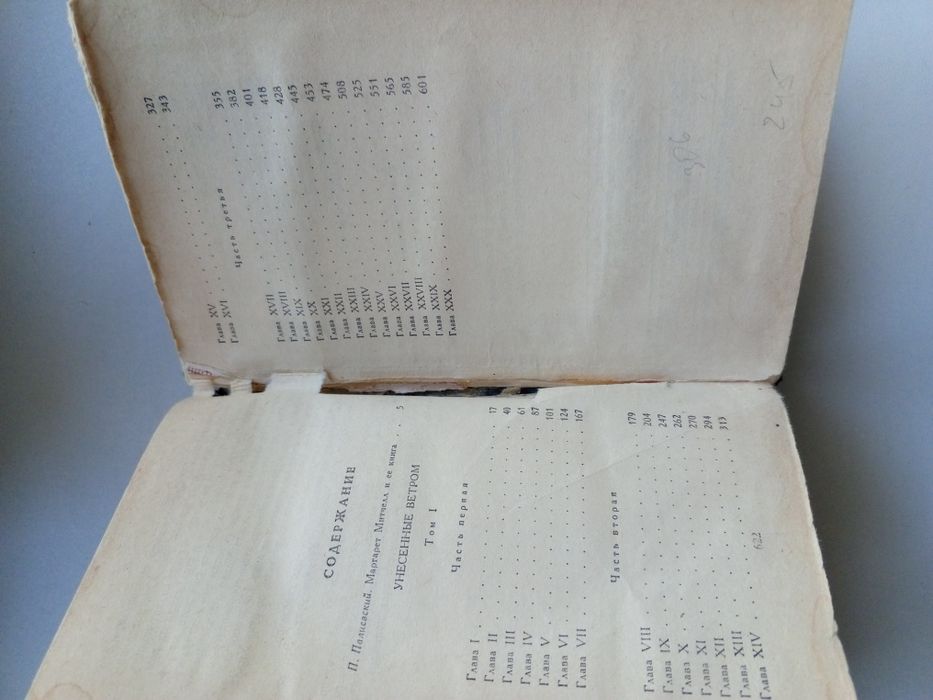 СОДЕРЖАНИЕ
П. Палиевский. Маргарет Митчелл и ее книга . . 5
УНЕСЕННЫЕ ВЕТРОМ
Том I
Часть первая
Глава I . . . . . . . . . . . . 17
Глава II . . . . . . . . . . . . 40
Глава III . . . . . . . . . . . . 61
Глава IV . . . . . . . . . . . . 87
Глава V . . . . . . . . . . . . 101
Глава VI . . . . . . . . . . . . 124
Глава VII . . . . . . . . . . . . 167
Часть вторая
Глава VIII . . . . . . . . . . . . 179
Глава IX . . . . . . . . . . . . 204
Глава X . . . . . . . . . . . . 247
Глава XI . . . . . . . . . . . . 262
Глава XII . . . . . . . . . . . . 270
Глава XIII . . . . . . . . . . . . 294
Глава XIV . . . . . . . . . . . . 313
622
Глава XV . . . . . . . . . . . . 327
Глава XVI . . . . . . . . . . . . 343
Часть третья
Глава XVII . . . . . . . . . . . . 355
Глава XVIII . . . . . . . . . . . . 382
Глава XIX . . . . . . . . . . . . 401
Глава XX . . . . . . . . . . . . 418
Глава XXI . . . . . . . . . . . . 428
Глава XXII . . . . . . . . . . . . 445
Глава XXIII . . . . . . . . . . . . 453
Глава XXIV . . . . . . . . . . . . 474
Глава XXV . . . . . . . . . . . . 508
Глава XXVI . . . . . . . . . . . . 525
Глава XXVII . . . . . . . . . . . . 551
Глава XXVIII . . . . . . . . . . . . 565
Глава XXIX . . . . . . . . . . . . 585
Глава XXX . . . . . . . . . . . . 601
24,-